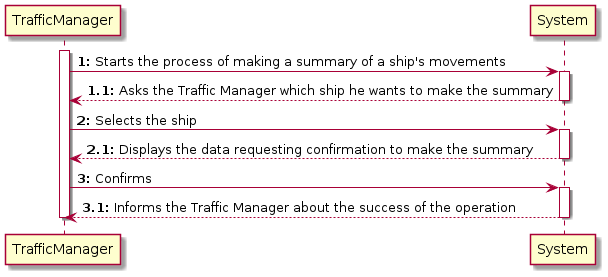 TrafficManager System
1: Starts the process of making a summary of a ship's movements
1.1: Asks the Traffic Manager which ship he wants to make the summary
2: Selects the ship
2.1: Displays the data requesting confirmation to make the summary
3: Confirms
3.1: Informs the Traffic Manager about the success of the operation
TrafficManager System